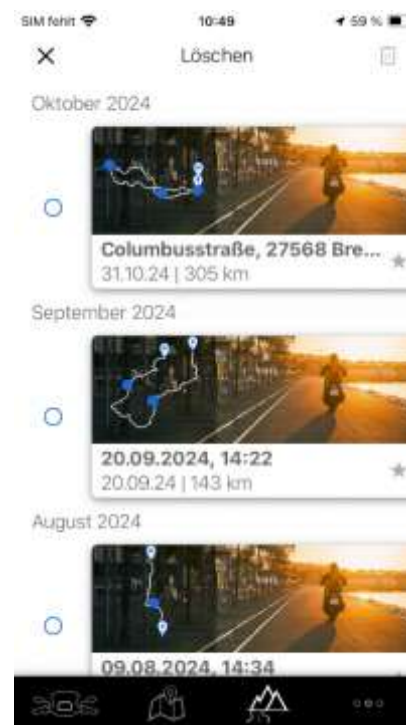 SIM fehlt 10:49 59 %
Löschen
Oktober 2024
Columbusstraße, 27568 Bre...
31.10.24 | 305 km
September 2024
20.09.2024, 14:22
20.09.24 | 143 km
August 2024
09.08.2024, 14:34